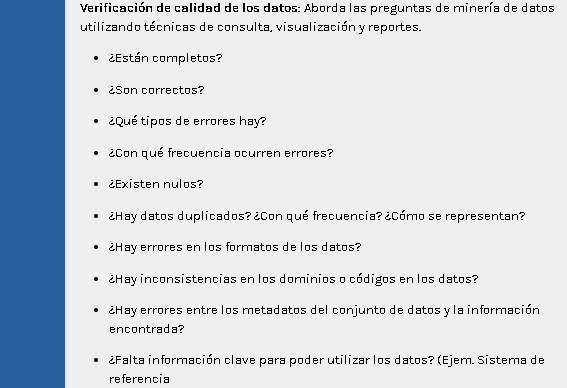 Verificación de calidad de los datos: Aborda las preguntas de minería de datos
utilizando técnicas de consulta, visualización y reportes.
• ¿Están completos?
• ¿Son correctos?
• ¿Qué tipos de errores hay?
• ¿Con qué frecuencia ocurren errores?
• ¿Existen nulos?
• ¿Hay datos duplicados? ¿Con qué frecuencia? ¿Cómo se representan?
• ¿Hay errores en los formatos de los datos?
• ¿Hay inconsistencias en los dominios o códigos en los datos?
• ¿Hay errores entre los metadatos del conjunto de datos y la información
encontrada?
• ¿Falta información clave para poder utilizar los datos? (Ejem. Sistema de
referencia